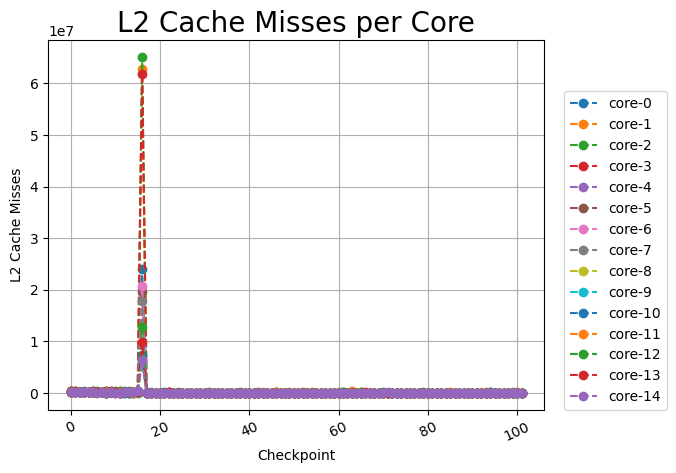 L2 Cache Misses per Core
1e7
6
5
4
3
2
1
0
L2 Cache Misses
0
20
40
60
80
100
Checkpoint
core-0
core-1
core-2
core-3
core-4
core-5
core-6
core-7
core-8
core-9
core-10
core-11
core-12
core-13
core-14